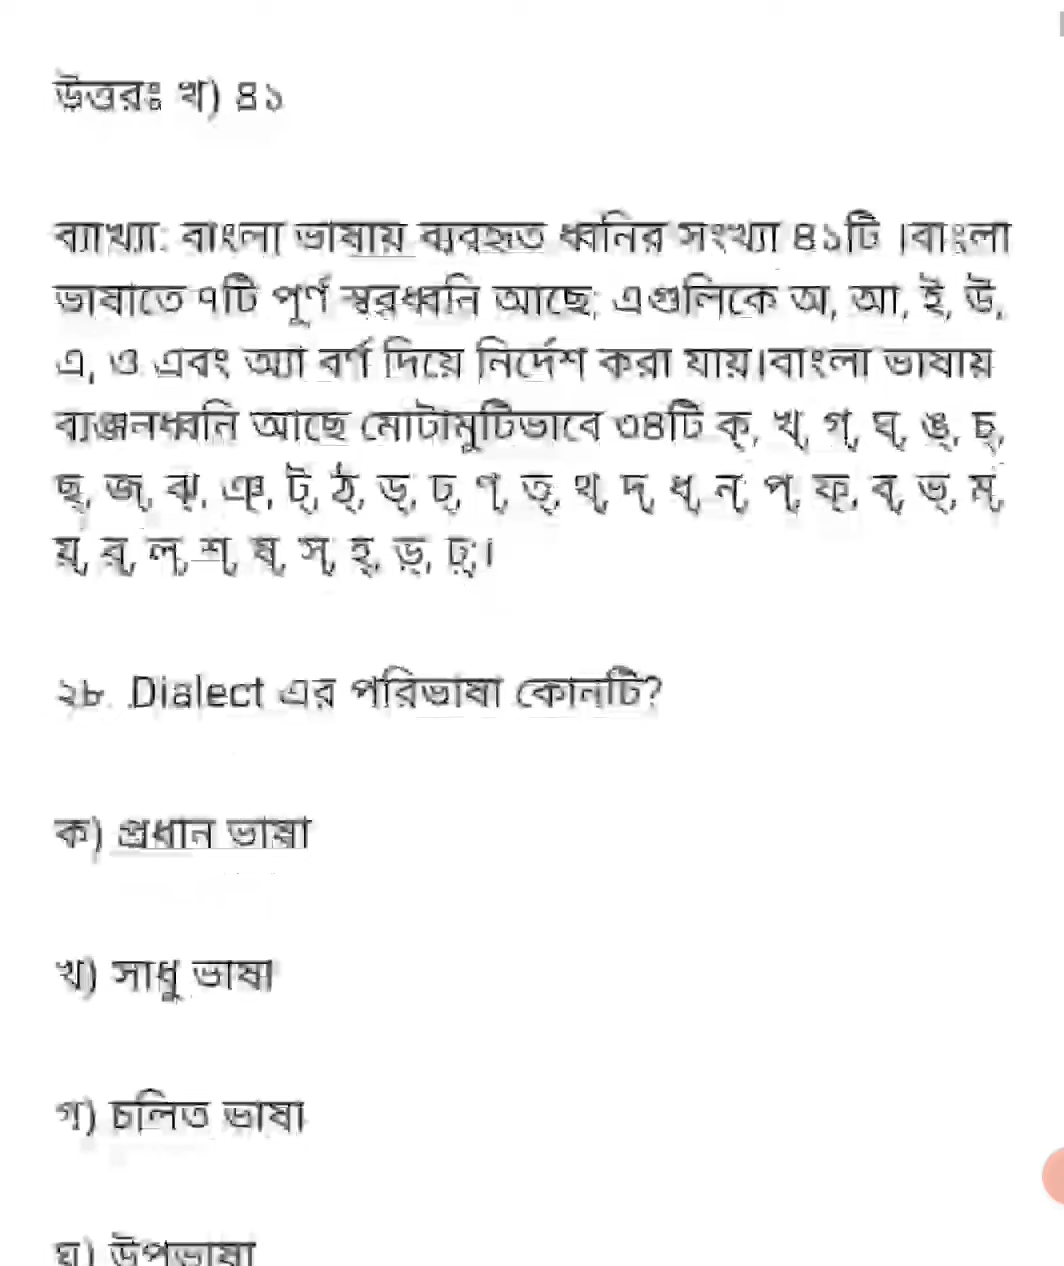 উত্তরঃ খ) ৪১
ব্যাখ্যা: বাংলা ভাষায় ব্যবহৃত ধ্বনির সংখ্যা ৪১টি ।বাংলা
ভাষাতে ৭টি পূর্ণ স্বরধ্বনি আছে; এগুলিকে অ, আ, ই, উ,
এ, ও এবং অ্যা বর্ণ দিয়ে নির্দেশ করা যায়।বাংলা ভাষায়
ব্যঞ্জনধ্বনি আছে মোটামুটিভাবে ৩৪টি ক্, খ্, গ্, ঘ্, ঙ্, চ্,
ছ্, জ্, ঝ্, ঞ্, ট্, ঠ্, ড্, ঢ্, ণ্, ত্, থ্, দ্, ধ্, ন্, প্, ফ্, ব্, ভ্, ম্,
য়্, র্, ল্, শ্, ষ্, স্, হ্, ড়্, ঢ়্;।
২৮. Dialect এর পরিভাষা কোনটি?
ক) প্রধান ভাষা
খ) সাধু ভাষা
গ) চলিত ভাষা
ঘ) উপভাষা